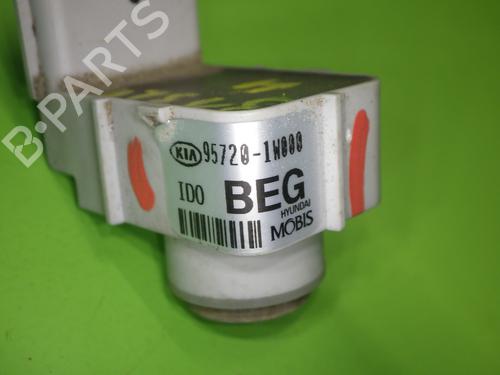 B-PARTS
KIA 95720-1W000
IDO BEG
HYUNDAI
MOBIS